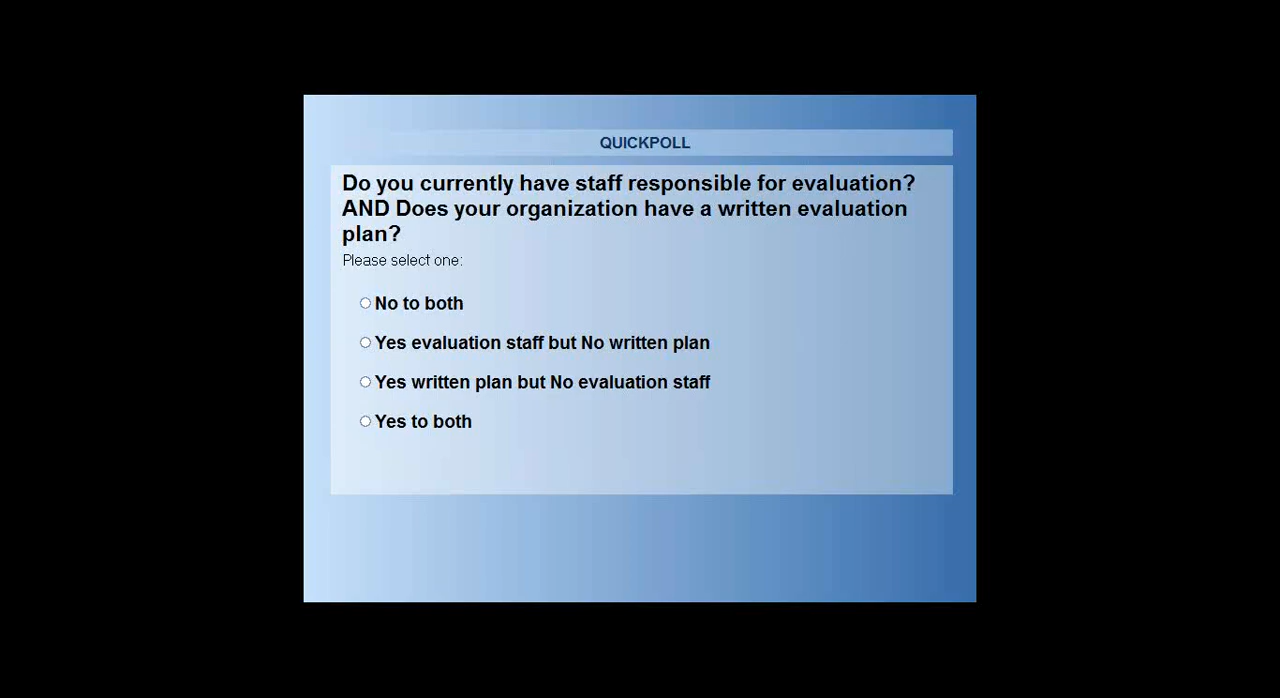 QUICKPOLL
Do you currently have staff responsible for evaluation?
AND Does your organization have a written evaluation
plan?
Please select one:
No to both
Yes evaluation staff but No written plan
Yes written plan but No evaluation staff
Yes to both